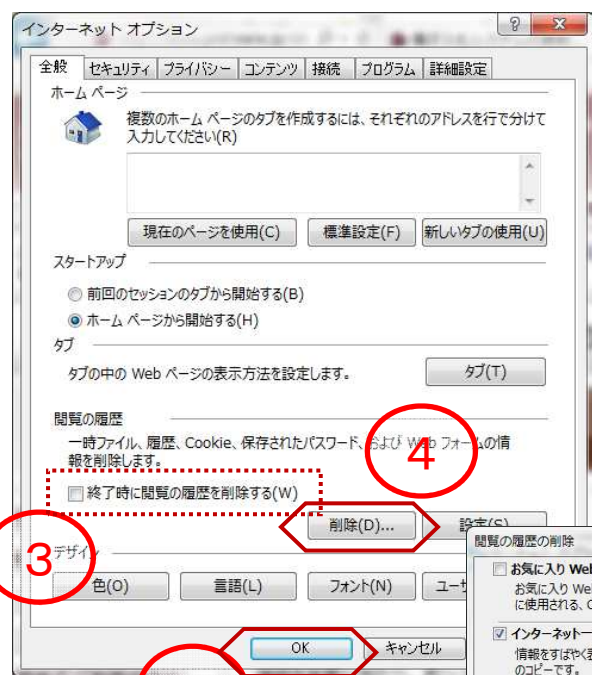 インターネット オプション
全般 セキュリティ プライバシー コンテンツ 接続 プログラム 詳細設定
ホーム ページ
複数のホーム ページのタブを作成するには、それぞれのアドレスを行で分けて
入力してください(R)
現在のページを使用(C) 標準設定(F) 新しいタブの使用(U)
スタートアップ
前回のセッションのタブから開始する(B)
ホーム ページから開始する(H)
タブ
タブの中の Web ページの表示方法を設定します。 タブ(T)
閲覧の履歴
一時ファイル、履歴、Cookie、保存されたパスワード、および Web フォームの情
報を削除します。
4
終了時に閲覧の履歴を削除する(W)
削除(D)... 設定(S)
3
デザイン
色(O) 言語(L) フォント(N) ユーザ
OK キャンセル
閲覧の履歴の削除
お気に入り Web
お気に入り We
に使用される、C
インターネット一
情報をすばやく表
のコピーです。